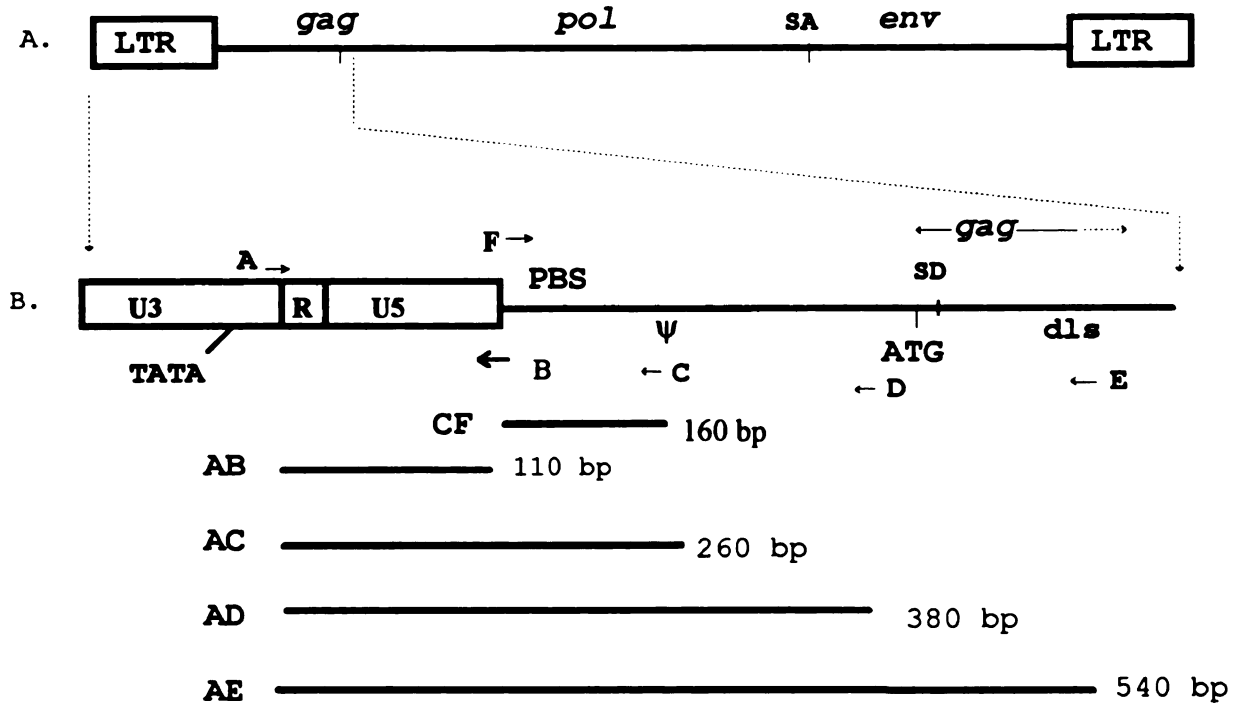 A. LTR gag pol SA env LTR
F gag
A SD
PBS
B. U3 R U5
Ψ dls
TATA ATG
B C D E
CF 160 bp
AB 110 bp
AC 260 bp
AD 380 bp
AE 540 bp